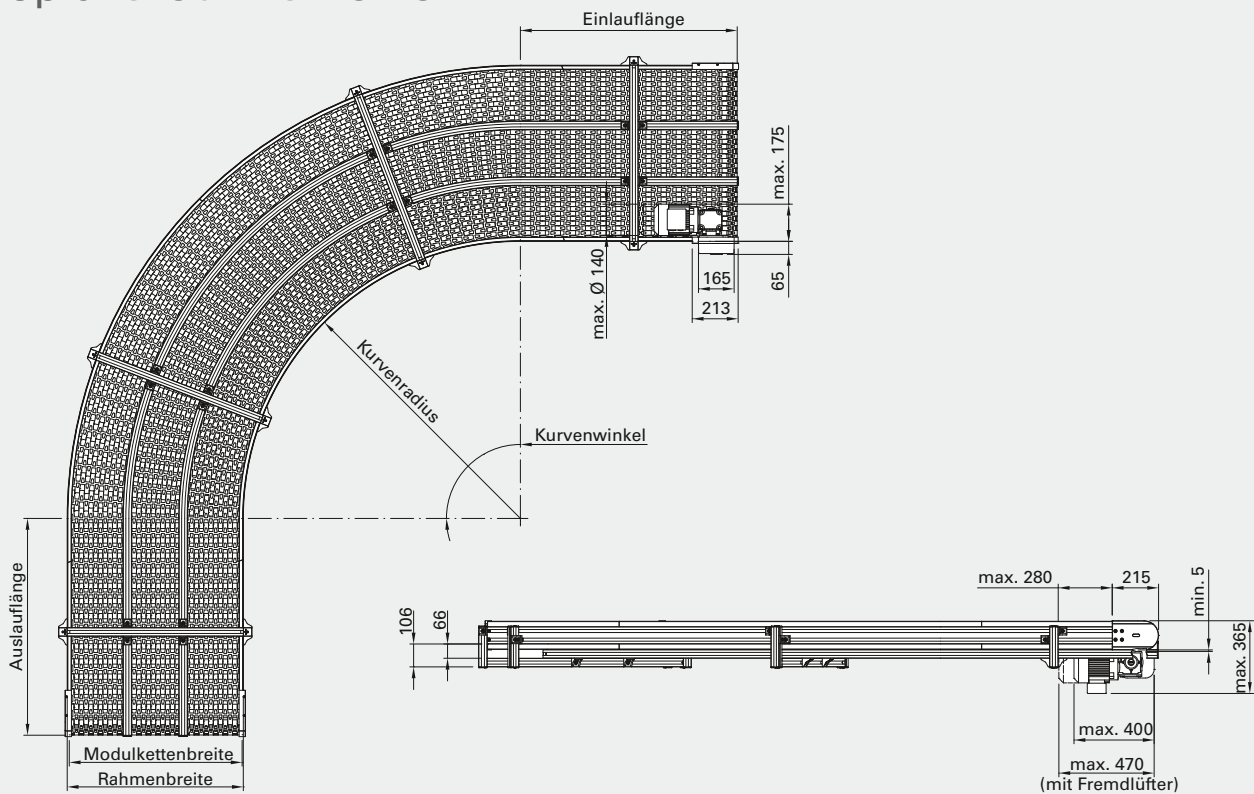 Einlauflänge
max. 175
65
max. Ø 140
165
213
Kurvenradius
Kurvenwinkel
Auslauflänge
Modulkettenbreite
Rahmenbreite
106
66
max. 280
215
min. 5
max. 365
max. 400
max. 470
(mit Fremdlüfter)